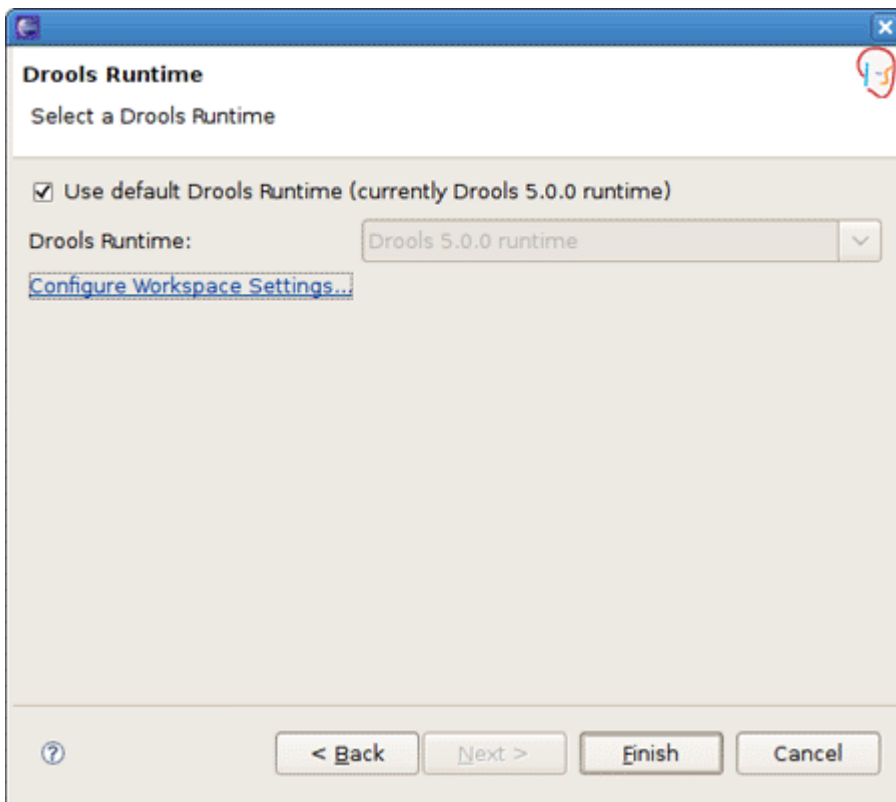 Drools Runtime
Select a Drools Runtime
Use default Drools Runtime (currently Drools 5.0.0 runtime)
Drools Runtime: Drools 5.0.0 runtime
Configure Workspace Settings...
? < Back Next > Finish Cancel